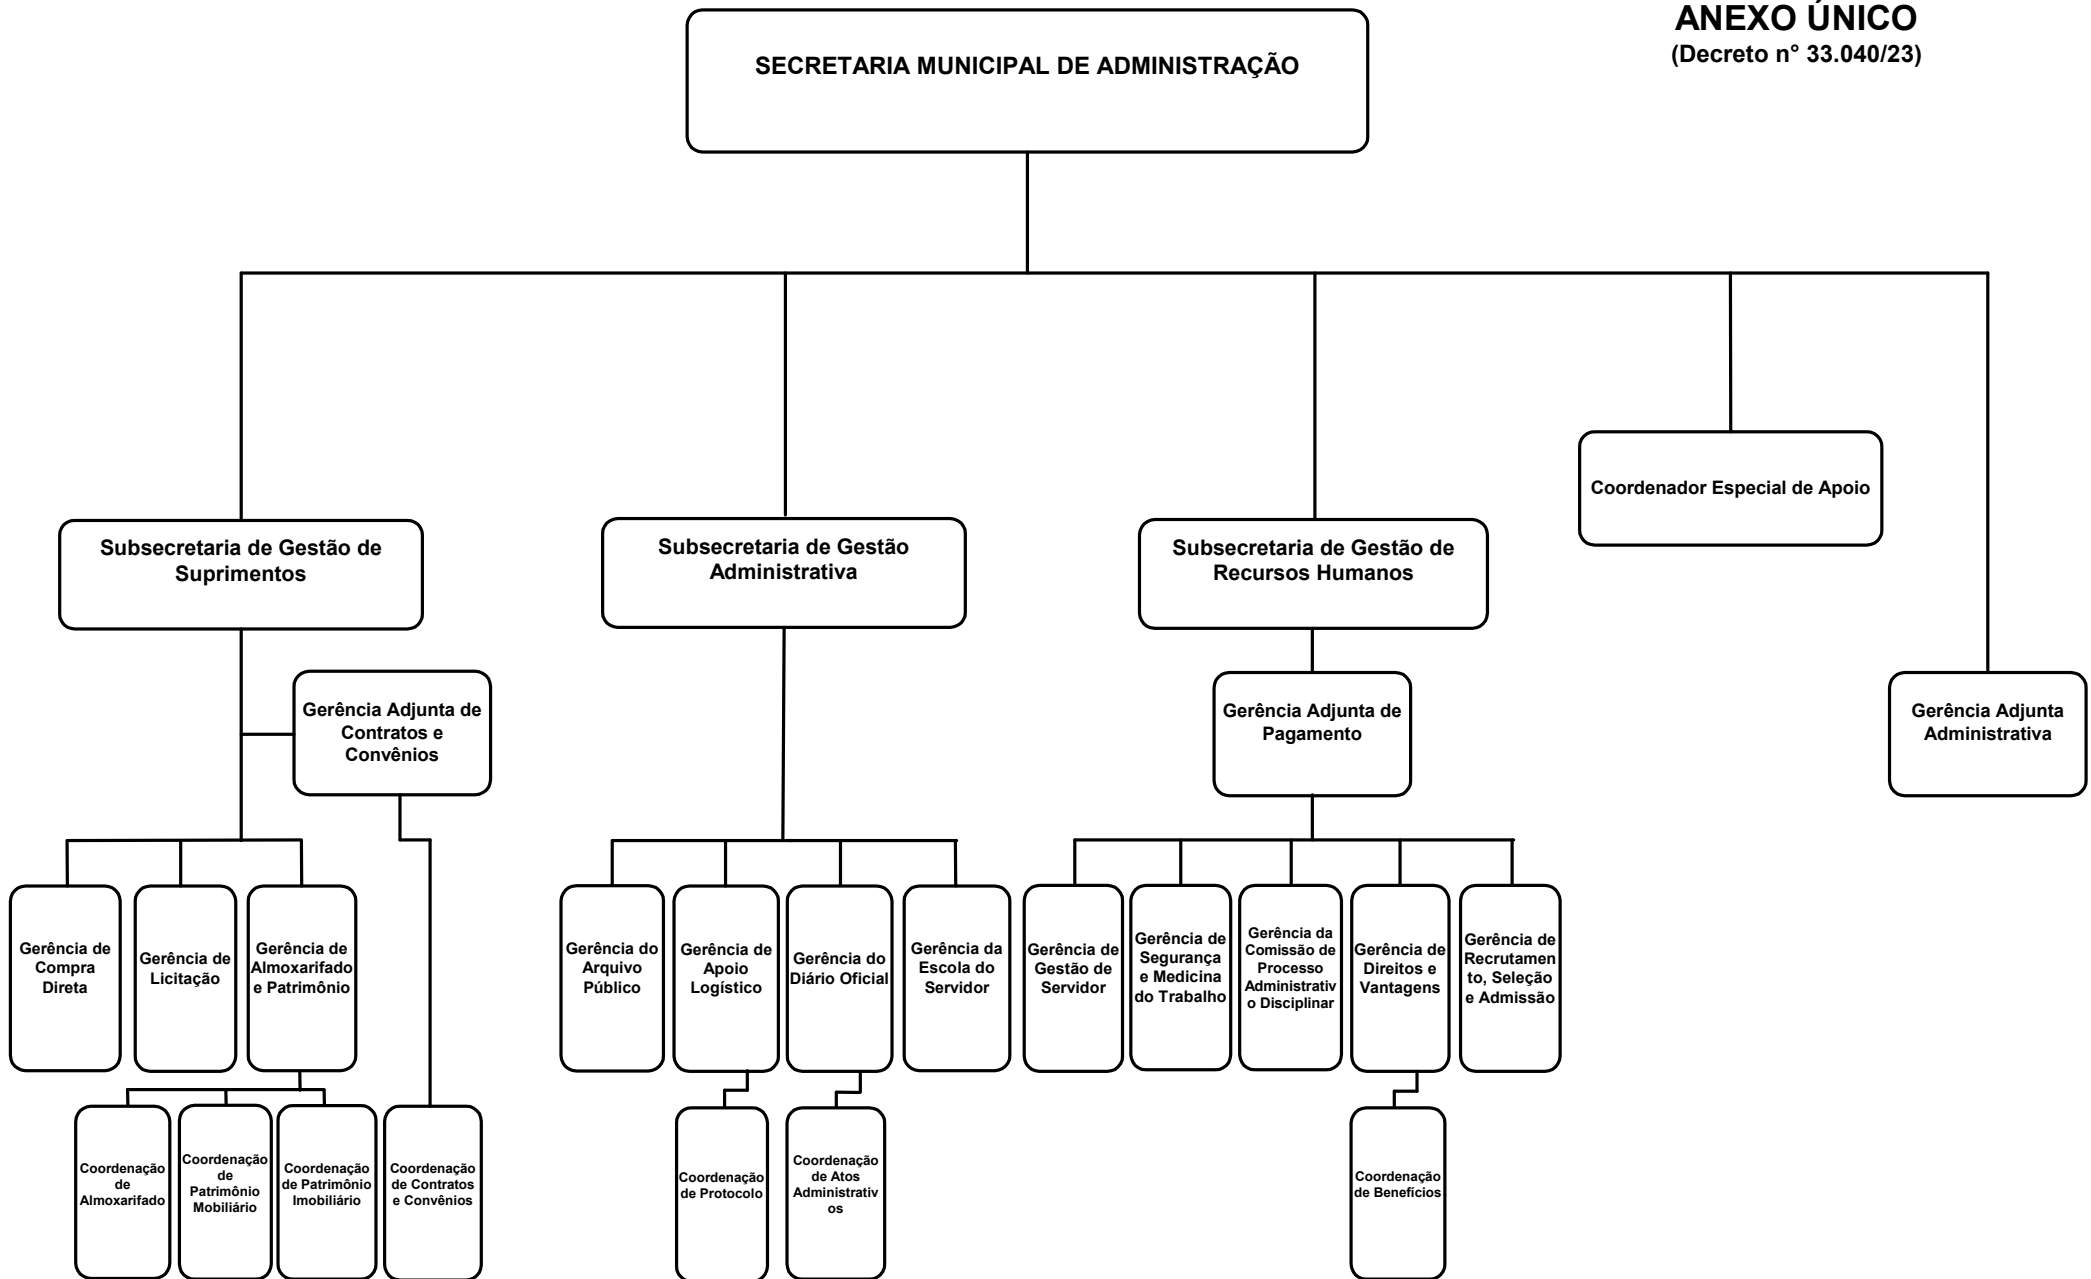 ANEXO ÚNICO
(Decreto n° 33.040/23)
SECRETARIA MUNICIPAL DE ADMINISTRAÇÃO
Coordenador Especial de Apoio
Subsecretaria de Gestão de
Suprimentos
Subsecretaria de Gestão
Administrativa
Subsecretaria de Gestão de
Recursos Humanos
Gerência Adjunta de
Contratos e
Convênios
Gerência Adjunta de
Pagamento
Gerência Adjunta
Administrativa
Gerência de
Compra
Direta
Gerência de
Licitação
Gerência de
Almoxarifado
e Patrimônio
Gerência do
Arquivo
Público
Gerência de
Apoio
Logístico
Gerência do
Diário Oficial
Gerência da
Escola do
Servidor
Gerência de
Gestão de
Servidor
Gerência de
Segurança
e Medicina
do Trabalho
Gerência da
Comissão de
Processo
Administrativ
o Disciplinar
Gerência de
Direitos e
Vantagens
Gerência de
Recrutamen
to, Seleção
e Admissão
Coordenação
de
Almoxarifado
Coordenação
de
Patrimônio
Mobiliário
Coordenação
de Patrimônio
Imobiliário
Coordenação
de Contratos
e Convênios
Coordenação
de Protocolo
Coordenação
de Atos
Administrativ
os
Coordenação
de Benefícios